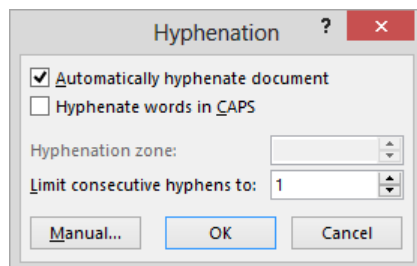 Hyphenation ?
Automatically hyphenate document
Hyphenate words in CAPS
Hyphenation zone:
Limit consecutive hyphens to: 1
Manual... OK Cancel